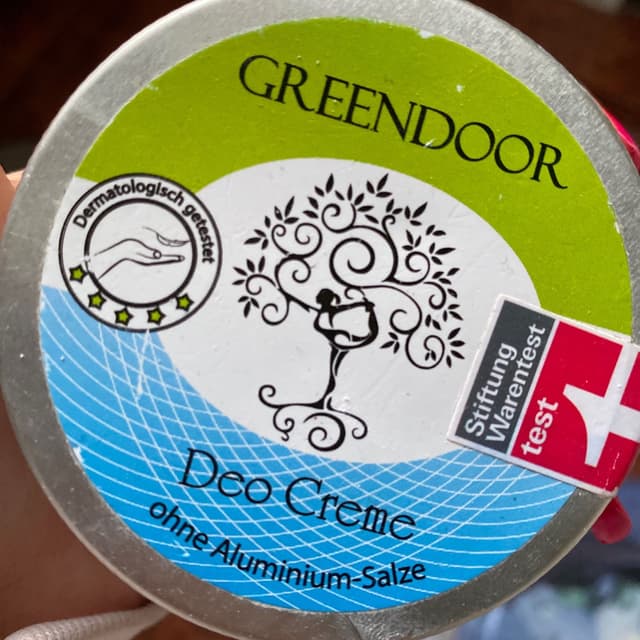 GREENDOOR
Dermatologisch getestet
Stiftung
Warentest
test
Deo Creme
ohne Aluminium-Salze